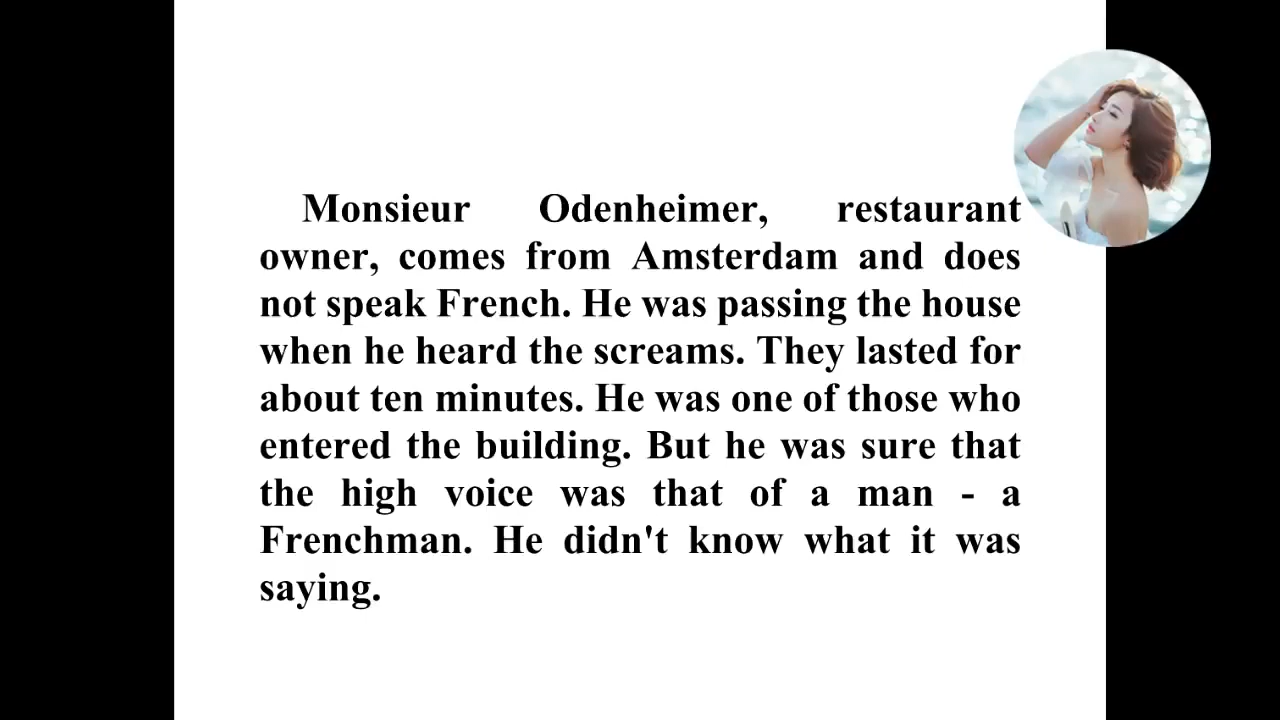 Monsieur Odenheimer, restaurant
owner, comes from Amsterdam and does
not speak French. He was passing the house
when he heard the screams. They lasted for
about ten minutes. He was one of those who
entered the building. But he was sure that
the high voice was that of a man - a
Frenchman. He didn't know what it was
saying.